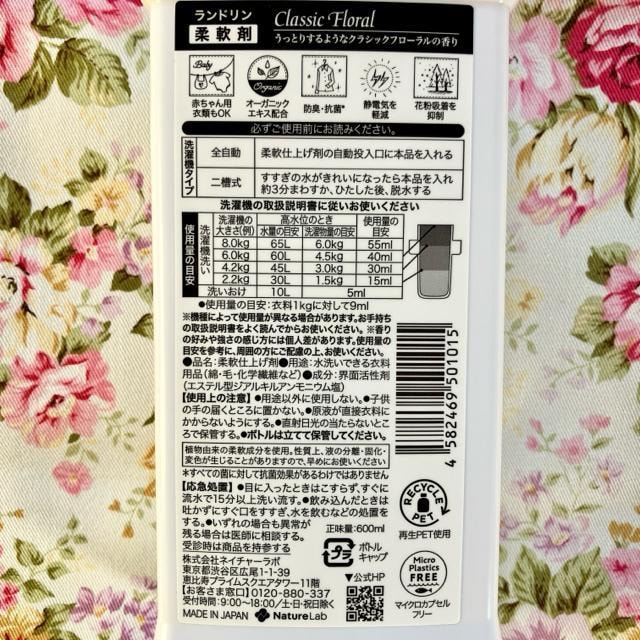 ランドリン
柔軟剤
Classic Floral
うっとりするようなクラシックフローラルの香り
Baby
Organic
赤ちゃん用
衣類もOK
オーガニック
エキス配合
防臭・抗菌*
静電気を
軽減
花粉吸着を
抑制
必ずご使用前にお読みください。
洗濯機タイプ
全自動 柔軟仕上げ剤の自動投入口に本品を入れる
二槽式 すすぎの水がきれいになったら本品を入れ
約3分まわすか、ひたした後、脱水する
洗濯機の取扱説明書に従いお使いください
使用量の目安
洗濯機洗い
洗濯機の大きさ(例) 高水位のとき 使用量の目安
水量の目安 洗濯物量の目安
8.0kg 65L 6.0kg 55ml
6.0kg 60L 4.5kg 40ml
4.2kg 45L 3.0kg 30ml
2.2kg 30L 1.5kg 15ml
洗いおけ 10L 5ml
●使用量の目安：衣料1kgに対して9ml
※機種によって使用量が異なる場合があります。お手持ち
の取扱説明書をよく読んでからお使いください。※香り
の好みや強さの感じ方には個人差があります。使用量の
目安を参考に、周囲の方にご配慮の上、お使いください。
●品名：柔軟仕上げ剤●用途：水洗いできる衣料
用品(綿・毛・化学繊維など)●成分：界面活性剤
(エステル型ジアルキルアンモニウム塩)
【使用上の注意】●用途以外に使用しない。●子供
の手の届くところに置かない。●原液が直接衣料に
かからないようにする。●直射日光の当たらないとこ
ろで保管する。●ボトルは立てて保管してください。
植物由来の柔軟成分を使用。性質上、液の分離・固化・
変色が生じることがありますので、早めにお使いください
*すべての菌に対して抗菌効果があるわけではありません
【応急処置】●目に入ったときはこすらず、すぐに
流水で15分以上洗い流す。●飲み込んだときは
吐かずにすぐ口をすすぎ、水を飲むなどの処置を
する。●いずれの場合も異常が
残る場合は医師に相談する。
受診時は商品を持参する
正味量：600ml
株式会社ネイチャーラボ
東京都渋谷区広尾1-1-39
恵比寿プライムスクエアタワー11階
【お客さま窓口】0120-880-337
受付時間：9:00～18:00／土日・祝日除く
MADE IN JAPAN NatureLab
プラ
ボトル
キャップ
公式HP
4 582469 501015
RECYCLE
PET
再生PET使用
Micro
Plastics
FREE
マイクロカプセル
フリー